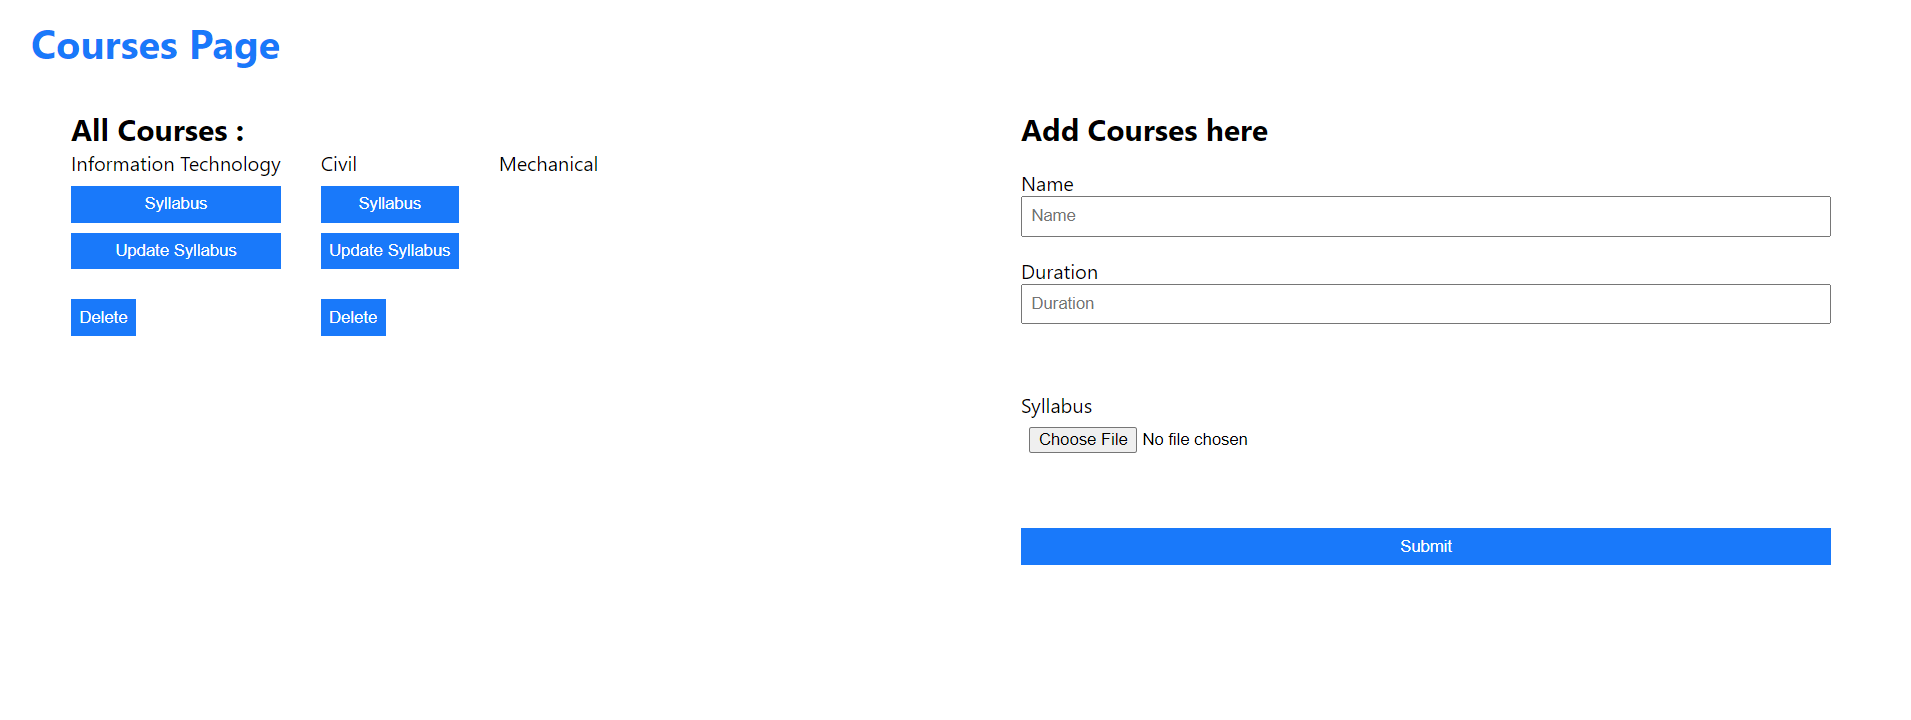 Courses Page
All Courses :
Information Technology
Syllabus
Update Syllabus
Delete
Civil
Syllabus
Update Syllabus
Delete
Mechanical
Add Courses here
Name
Name
Duration
Duration
Syllabus
Choose File No file chosen
Submit